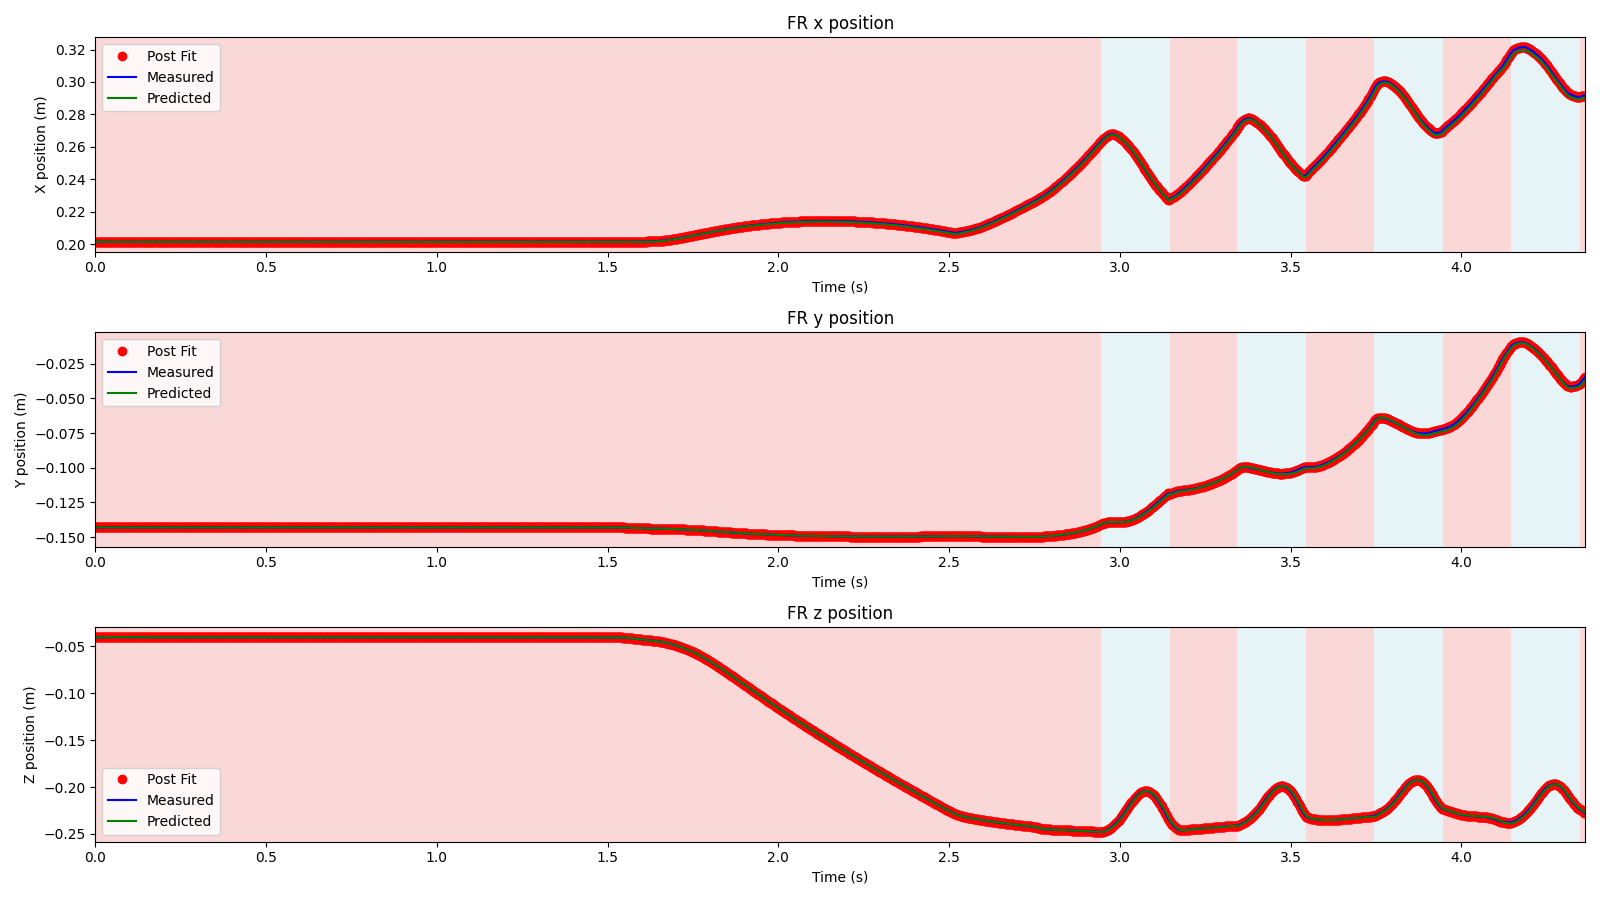 FR x position
X position (m)
0.32
0.30
0.28
0.26
0.24
0.22
0.20
Post Fit
Measured
Predicted
0.0 0.5 1.0 1.5 2.0 2.5 3.0 3.5 4.0
Time (s)
FR y position
Y position (m)
−0.025
−0.050
−0.075
−0.100
−0.125
−0.150
Post Fit
Measured
Predicted
0.0 0.5 1.0 1.5 2.0 2.5 3.0 3.5 4.0
Time (s)
FR z position
Z position (m)
−0.05
−0.10
−0.15
−0.20
−0.25
Post Fit
Measured
Predicted
0.0 0.5 1.0 1.5 2.0 2.5 3.0 3.5 4.0
Time (s)